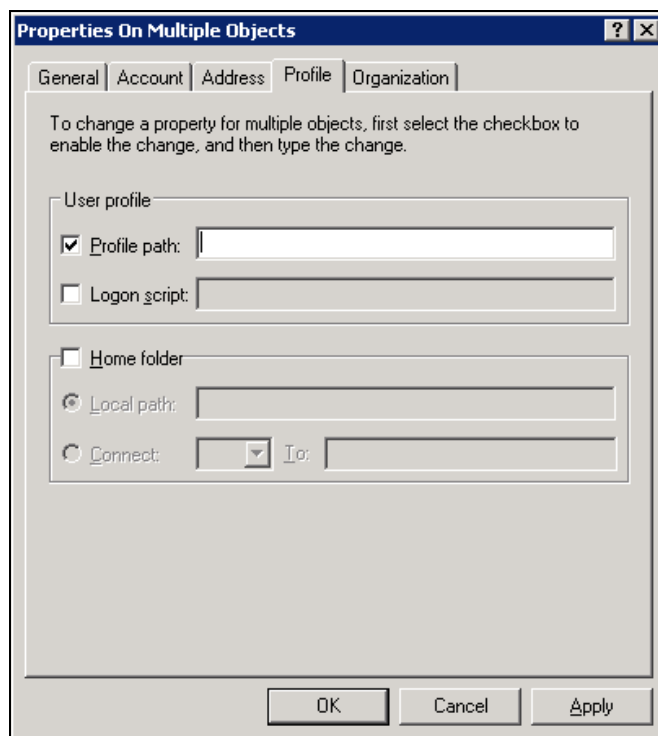 Properties On Multiple Objects
General Account Address Profile Organization
To change a property for multiple objects, first select the checkbox to
enable the change, and then type the change.
User profile
Profile path:
Logon script:
Home folder
Local path:
Connect: To:
OK Cancel Apply